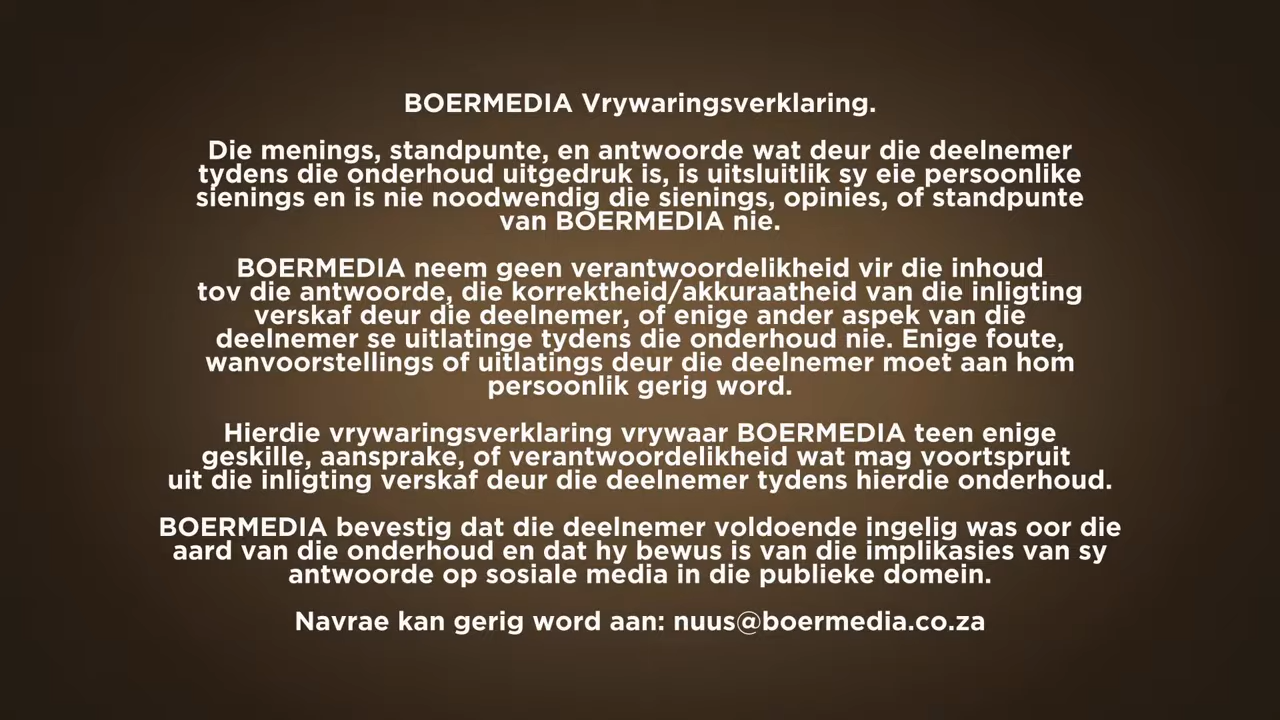 BOERMEDIA Vrywaringsverklaring.
Die menings, standpunte, en antwoorde wat deur die deelnemer
tydens die onderhoud uitgedruk is, is uitsluitlik sy eie persoonlike
sienings en is nie noodwendig die sienings, opinies, of standpunte
van BOERMEDIA nie.
BOERMEDIA neem geen verantwoordelikheid vir die inhoud
tov die antwoorde, die korrektheid/akkuraatheid van die inligting
verskaf deur die deelnemer, of enige ander aspek van die
deelnemer se uitlatinge tydens die onderhoud nie. Enige foute,
wanvoorstellings of uitlatings deur die deelnemer moet aan hom
persoonlik gerig word.
Hierdie vrywaringsverklaring vrywaar BOERMEDIA teen enige
geskille, aansprake, of verantwoordelikheid wat mag voortspruit
uit die inligting verskaf deur die deelnemer tydens hierdie onderhoud.
BOERMEDIA bevestig dat die deelnemer voldoende ingelig was oor die
aard van die onderhoud en dat hy bewus is van die implikasies van sy
antwoorde op sosiale media in die publieke domein.
Navrae kan gerig word aan: nuus@boermedia.co.za